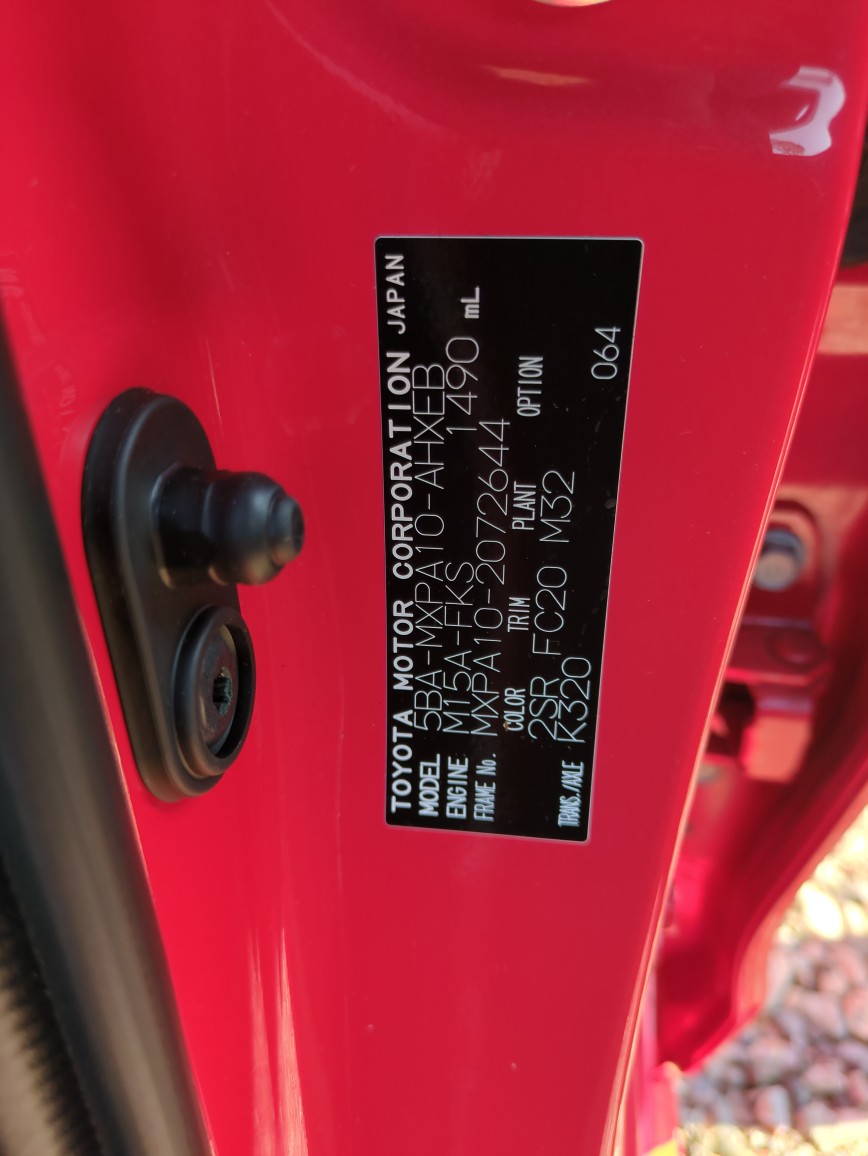 TOYOTA MOTOR CORPORATION JAPAN
MODEL 5BA-MXPA10-AHXEB
ENGINE M15A-FKS 1490 mL
FRAME No. MXPA10-2072644
COLOR TRIM PLANT OPTION
2SR FC20 M32
TRANS./AXLE K320 064